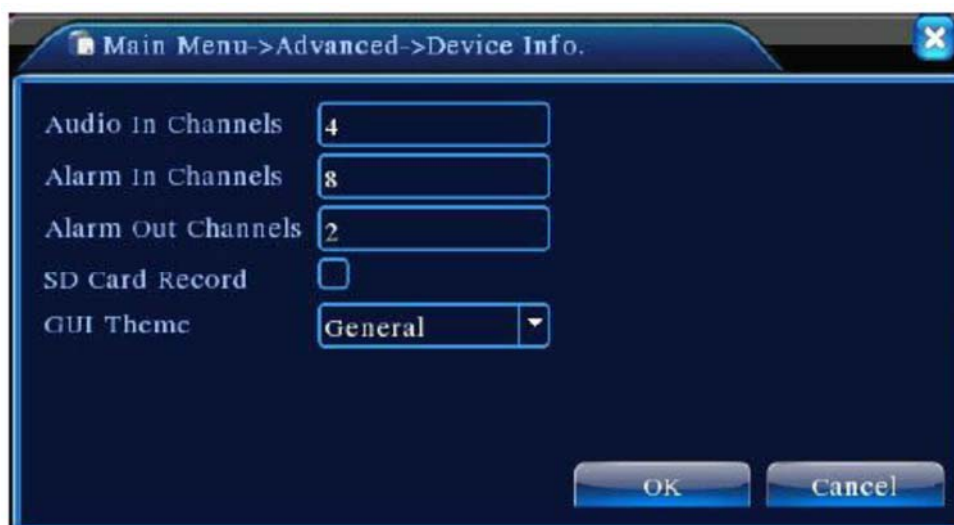 Main Menu->Advanced->Device Info.
Audio In Channels 4
Alarm In Channels 8
Alarm Out Channels 2
SD Card Record
GUI Theme General
OK Cancel